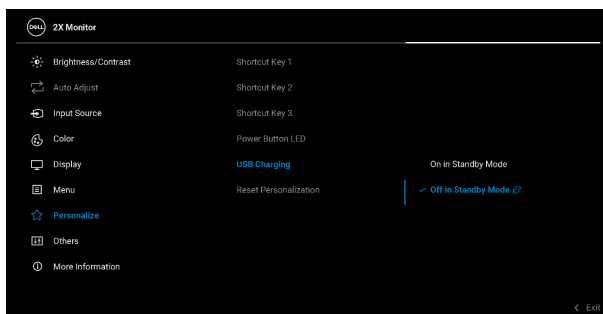 DELL 2X Monitor
Brightness/Contrast
Auto Adjust
Input Source
Color
Display
Menu
Personalize
Others
More Information
Shortcut Key 1
Shortcut Key 2
Shortcut Key 3
Power Button LED
USB Charging
Reset Personalization
On in Standby Mode
Off in Standby Mode
Exit